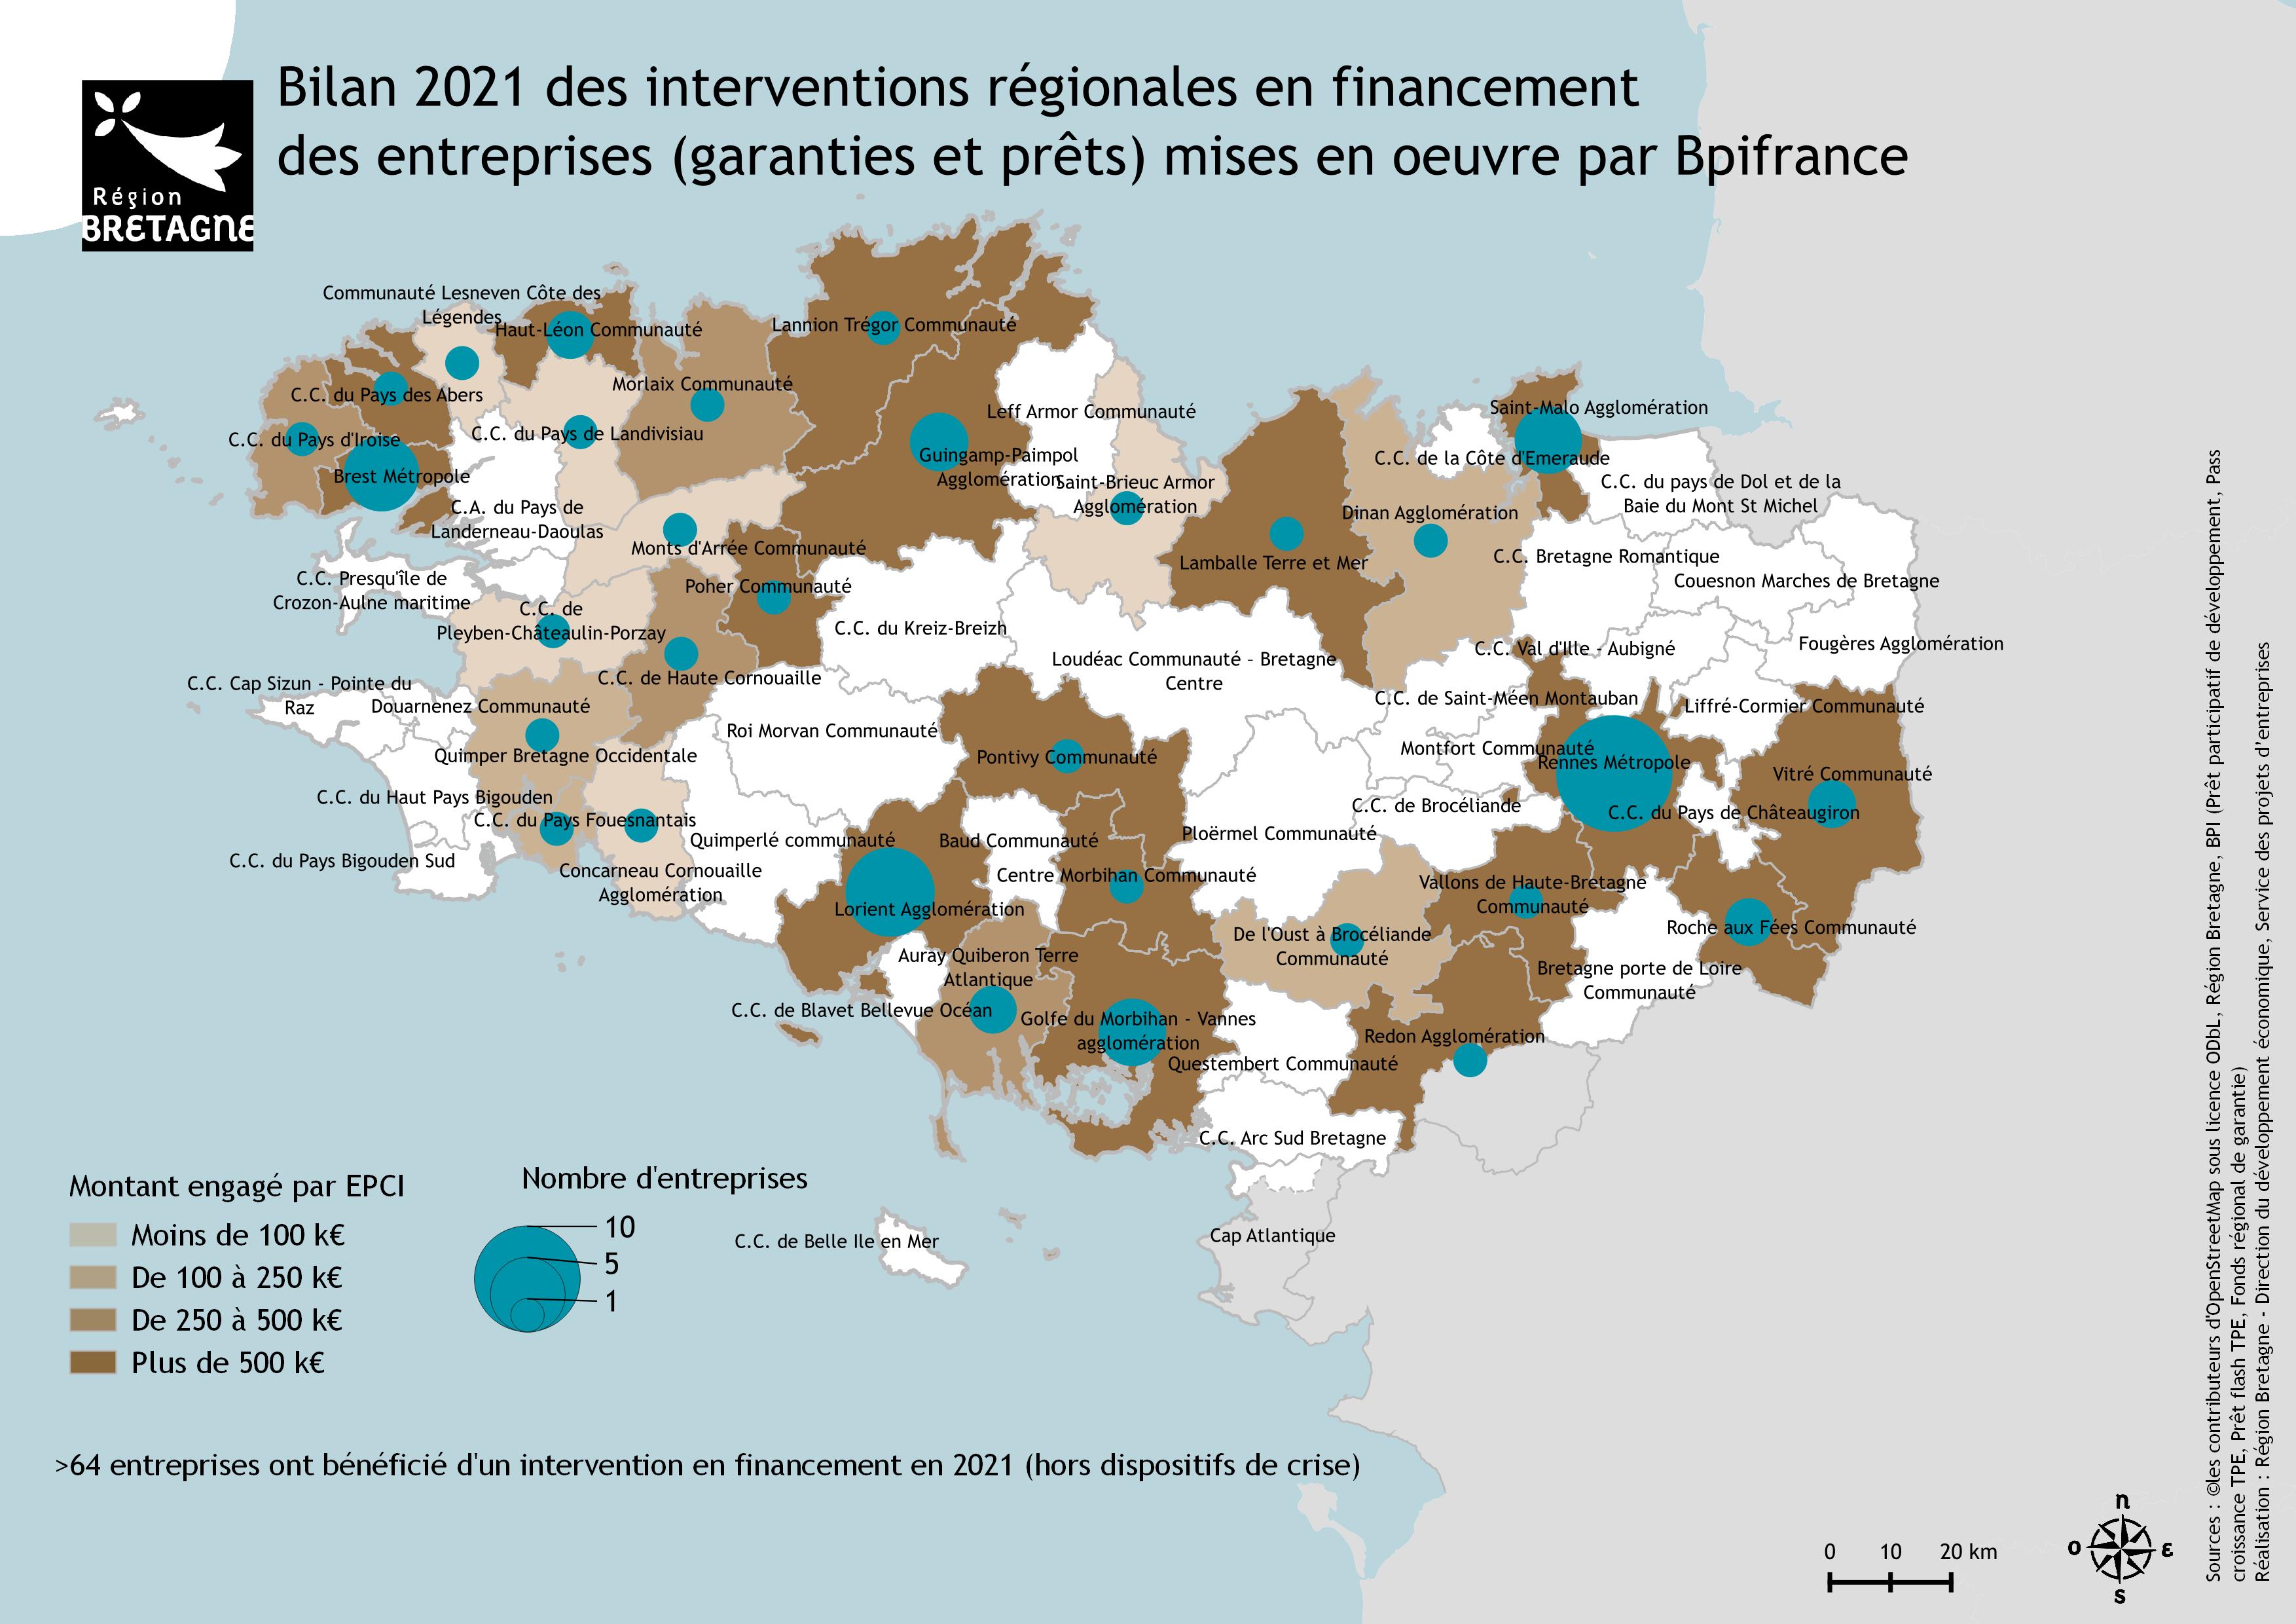 Bilan 2021 des interventions régionales en financement
des entreprises (garanties et prêts) mises en oeuvre par Bpifrance
Région
BRETAGNE
Communauté Lesneven Côte des
Légendes
Haut-Léon Communauté
Lannion Trégor Communauté
Morlaix Communauté
C.C. du Pays des Abers
C.C. du Pays d'Iroise
C.C. du Pays de Landivisiau
Brest Métropole
C.A. du Pays de
Landerneau-Daoulas
Leff Armor Communauté
Guingamp-Paimpol
Agglomération
Saint-Brieuc Armor
Agglomération
Saint-Malo Agglomération
C.C. de la Côte d'Emeraude
C.C. du pays de Dol et de la
Baie du Mont St Michel
Dinan Agglomération
Lamballe Terre et Mer
C.C. Bretagne Romantique
Couesnon Marches de Bretagne
Monts d'Arrée Communauté
C.C. Presqu'île de
Crozon-Aulne maritime
Poher Communauté
C.C. de
Pleyben-Châteaulin-Porzay
C.C. du Kreiz-Breizh
Loudéac Communauté - Bretagne
Centre
C.C. Val d'Ille - Aubigné
Fougères Agglomération
C.C. de Haute Cornouaille
C.C. Cap Sizun - Pointe du
Raz
Douarnenez Communauté
C.C. de Saint-Méen Montauban
Liffré-Cormier Communauté
Roi Morvan Communauté
Quimper Bretagne Occidentale
Pontivy Communauté
Montfort Communauté
Rennes Métropole
Vitré Communauté
C.C. du Haut Pays Bigouden
C.C. du Pays Fouesnantais
C.C. de Brocéliande
C.C. du Pays de Châteaugiron
Quimperlé communauté
Baud Communauté
Ploërmel Communauté
C.C. du Pays Bigouden Sud
Concarneau Cornouaille
Agglomération
Centre Morbihan Communauté
Vallons de Haute-Bretagne
Communauté
Lorient Agglomération
De l'Oust à Brocéliande
Communauté
Roche aux Fées Communauté
Auray Quiberon Terre
Atlantique
Bretagne porte de Loire
Communauté
C.C. de Blavet Bellevue Océan
Golfe du Morbihan - Vannes
agglomération
Redon Agglomération
Questembert Communauté
C.C. Arc Sud Bretagne
Cap Atlantique
C.C. de Belle Ile en Mer
Montant engagé par EPCI
Moins de 100 k€
De 100 à 250 k€
De 250 à 500 k€
Plus de 500 k€
Nombre d'entreprises
10
5
1
>64 entreprises ont bénéficié d'un intervention en financement en 2021 (hors dispositifs de crise)
0 10 20 km
n
o ε
s
Sources : ©les contributeurs d'OpenStreetMap sous licence ODbL, Région Bretagne, BPI (Prêt participatif de développement, Pass
croissance TPE, Prêt flash TPE, Fonds régional de garantie)
Réalisation : Région Bretagne - Direction du développement économique, Service des projets d'entreprises